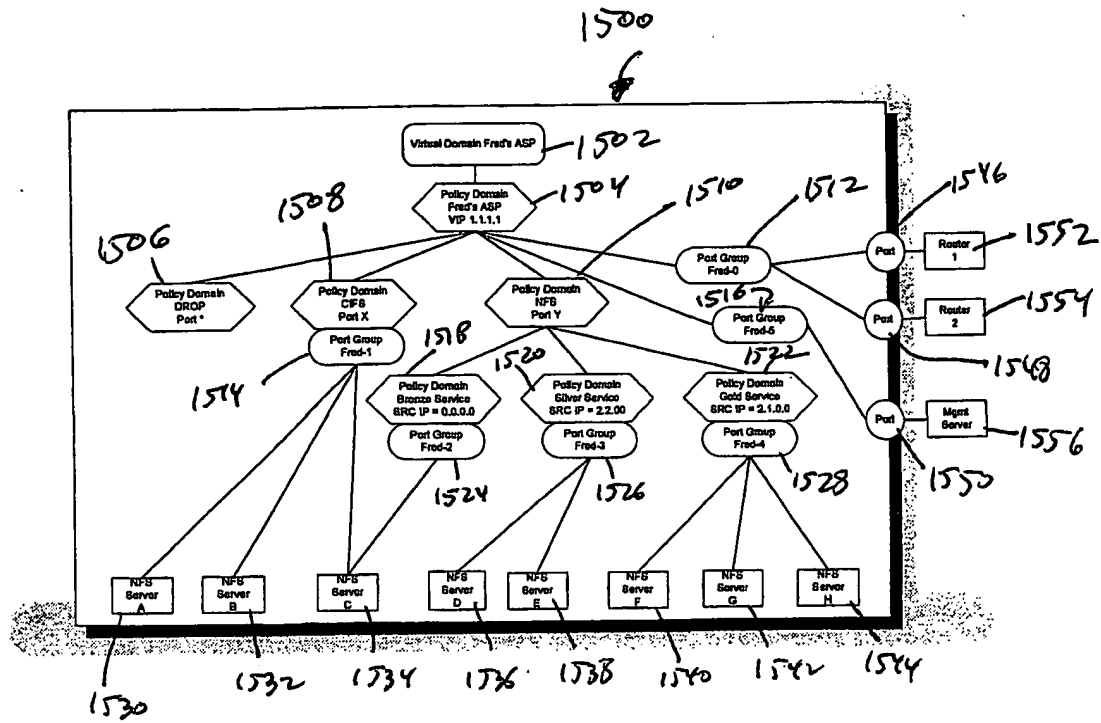 1500
Virtual Domain Fred's ASP
1502
Policy Domain
Fred's ASP
VIP 1.1.1.1
1504
1510
1512
1546
1508
1506
Policy Domain
DROP
Port *
Policy Domain
CIFS
Port X
Policy Domain
NFS
Port Y
Port Group
Fred-0
Port
Router
1
1552
1516
Port Group
Fred-5
Port
Router
2
1554
1548
Port Group
Fred-1
1514
1518
1520
1522
Policy Domain
Bronze Service
SRC IP = 0.0.0.0
Policy Domain
Silver Service
SRC IP = 2.2.00
Policy Domain
Gold Service
SRC IP = 2.1.0.0
Port
Mgmt
Server
1556
1550
Port Group
Fred-2
1524
Port Group
Fred-3
1526
Port Group
Fred-4
1528
NFS
Server
A
NFS
Server
B
NFS
Server
C
NFS
Server
D
NFS
Server
E
NFS
Server
F
NFS
Server
G
NFS
Server
H
1530
1532
1534
1536
1538
1540
1542
1544